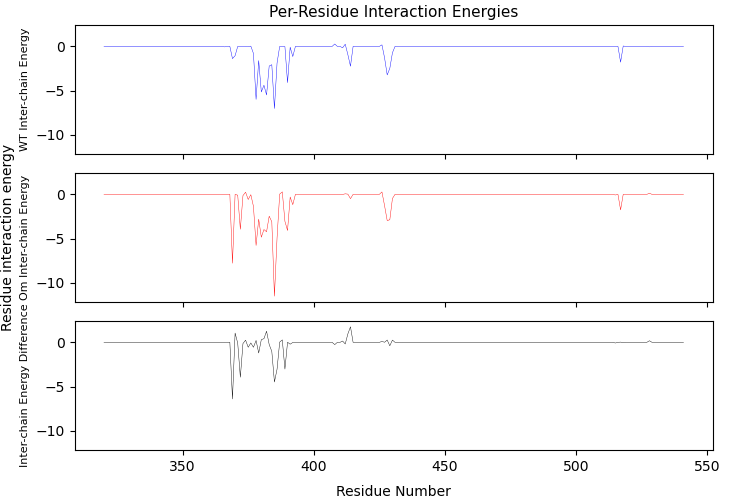 Per-Residue Interaction Energies
WT Inter-chain Energy
0
−5
−10
Residue interaction energy
Om Inter-chain Energy
0
−5
−10
Inter-chain Energy Difference
0
−5
−10
350
400
450
500
550
Residue Number